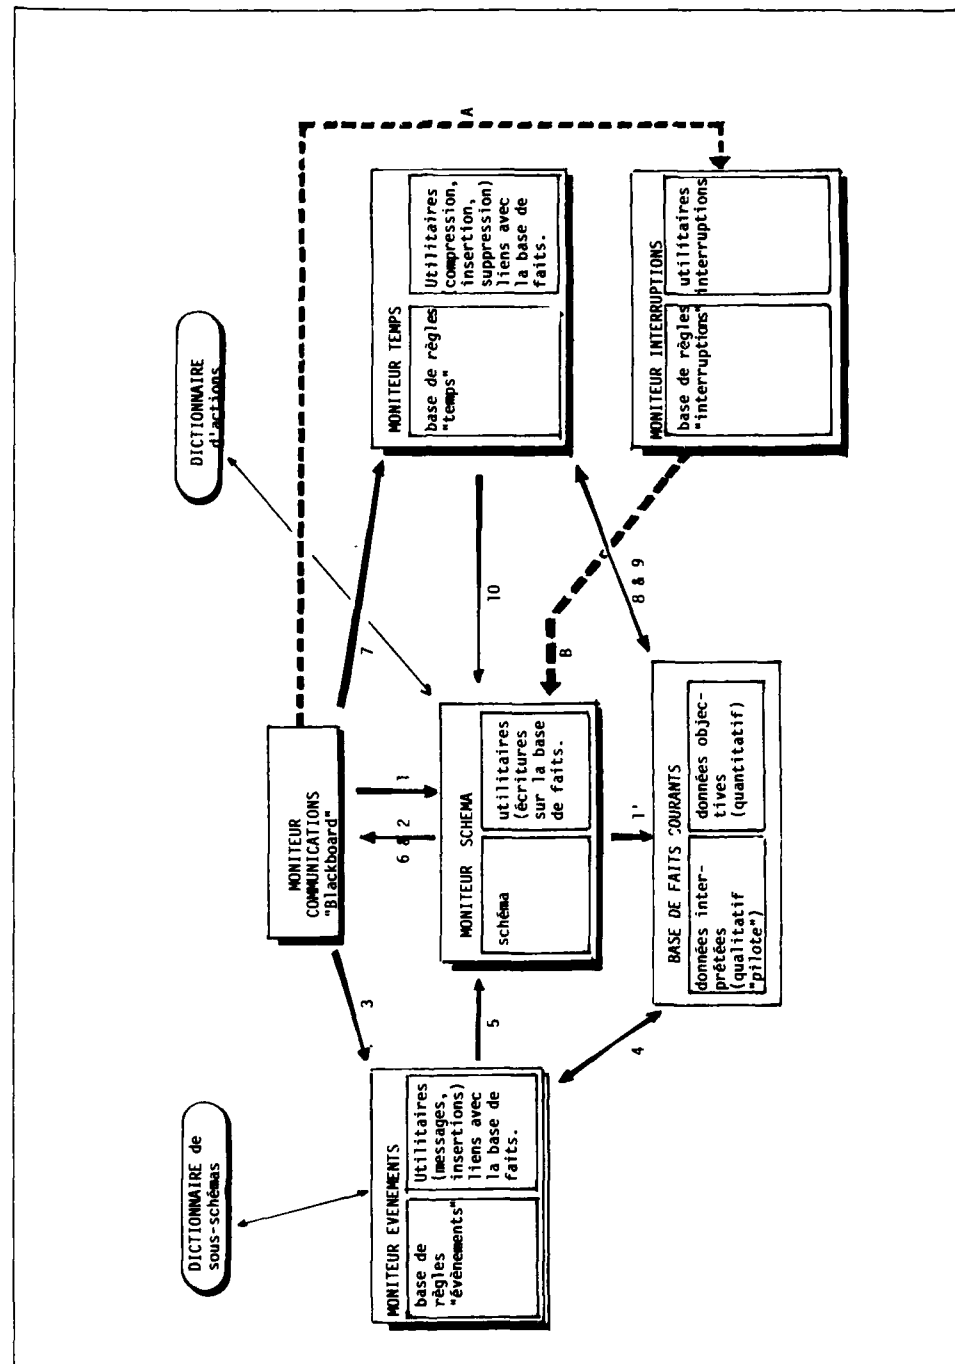 DICTIONNAIRE de
sous-schémas
DICTIONNAIRE
d'actions
MONITEUR
COMMUNICATIONS
"Blackboard"
A
3
6 & 2
1
7
MONITEUR EVENEMENTS
base de
règles
"évènements"
Utilitaires
(messages,
insertions)
liens avec
la base de
faits.
5
MONITEUR SCHEMA
schéma
utilitaires
(écritures
sur la base
de faits.
10
MONITEUR TEMPS
base de règles
"temps"
Utilitaires
(compression,
insertion,
suppression)
liens avec
la base de
faits.
4
1'
B
8 & 9
BASE DE FAITS COURANTS
données inter-
prétées
(qualitatif
"pilote")
données objec-
tives
(quantitatif)
MONITEUR INTERRUPTIONS
base de règles
"interruptions"
utilitaires
interruptions